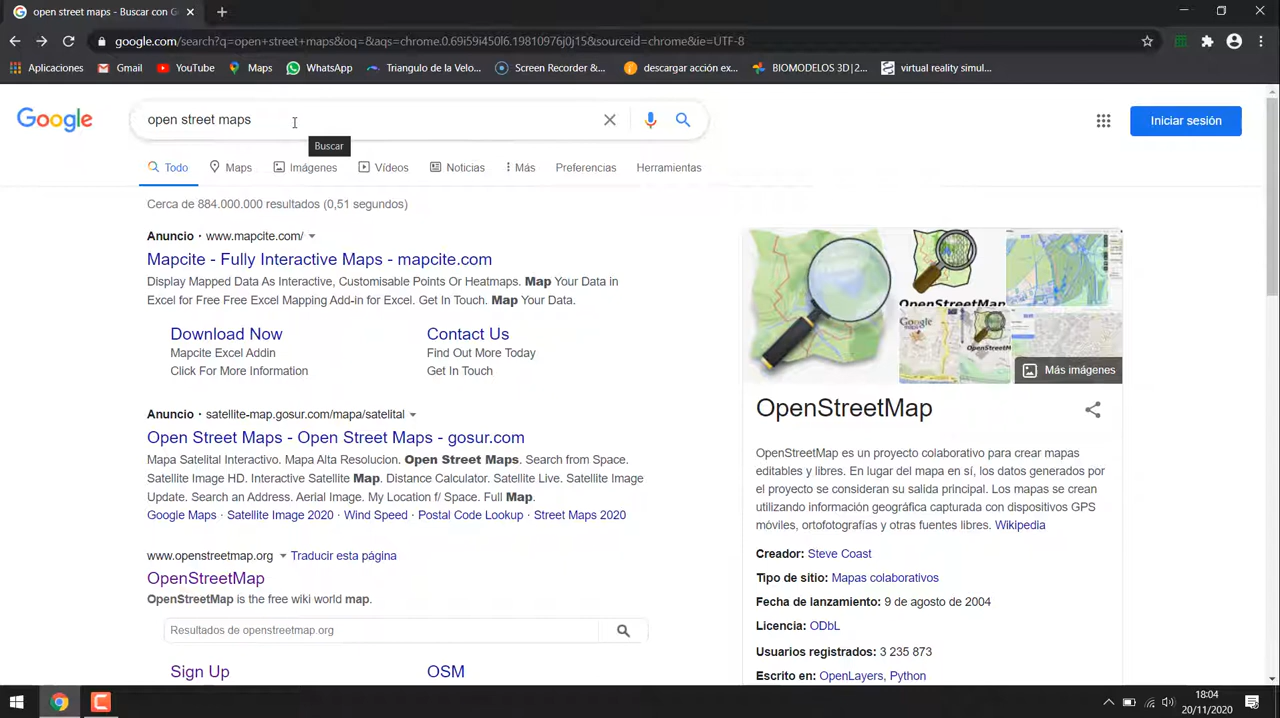 open street maps - Buscar con G
google.com/search?q=open+street+maps&oq=&aqs=chrome.0.69i59i450l6.19810976j0j15&sourceid=chrome&ie=UTF-8
Aplicaciones Gmail YouTube Maps WhatsApp Triangulo de la Velo... Screen Recorder &... descargar acción ex... BIOMODELOS 3D|2... virtual reality simul...
Google open street maps Iniciar sesión
Buscar
Todo Maps Imágenes Vídeos Noticias Más Preferencias Herramientas
Cerca de 884.000.000 resultados (0,51 segundos)
Anuncio · www.mapcite.com/
Mapcite - Fully Interactive Maps - mapcite.com
Display Mapped Data As Interactive, Customisable Points Or Heatmaps. Map Your Data in
Excel for Free Free Excel Mapping Add-in for Excel. Get In Touch. Map Your Data.
Download Now
Mapcite Excel Addin
Click For More Information
Contact Us
Find Out More Today
Get In Touch
Anuncio · satellite-map.gosur.com/mapa/satelital
Open Street Maps - Open Street Maps - gosur.com
Mapa Satelital Interactivo. Mapa Alta Resolucion. Open Street Maps. Search from Space.
Satellite Image HD. Interactive Satellite Map. Distance Calculator. Satellite Live. Satellite Image
Update. Search an Address. Aerial Image. My Location f/ Space. Full Map.
Google Maps · Satellite Image 2020 · Wind Speed · Postal Code Lookup · Street Maps 2020
www.openstreetmap.org Traducir esta página
OpenStreetMap
OpenStreetMap is the free wiki world map.
Resultados de openstreetmap.org
Sign Up OSM
OpenStreetMap
Google
Más imágenes
OpenStreetMap
OpenStreetMap es un proyecto colaborativo para crear mapas
editables y libres. En lugar del mapa en sí, los datos generados por
el proyecto se consideran su salida principal. Los mapas se crean
utilizando información geográfica capturada con dispositivos GPS
móviles, ortofotografías y otras fuentes libres. Wikipedia
Creador: Steve Coast
Tipo de sitio: Mapas colaborativos
Fecha de lanzamiento: 9 de agosto de 2004
Licencia: ODbL
Usuarios registrados: 3 235 873
Escrito en: OpenLayers, Python
18:04
20/11/2020